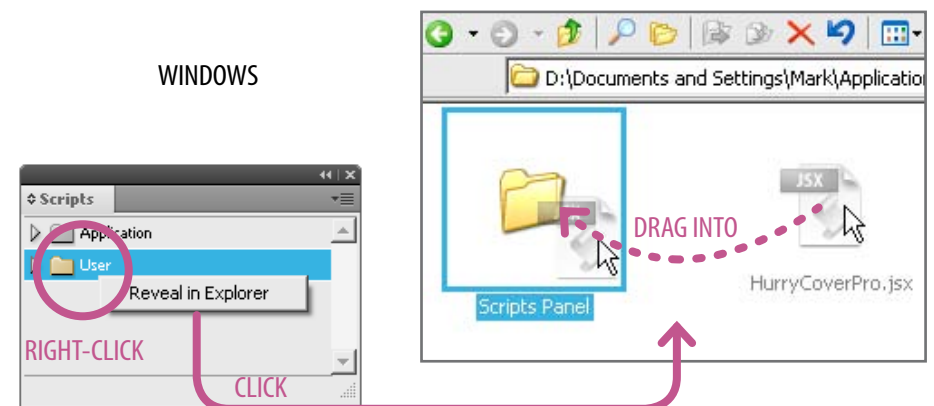 WINDOWS
Scripts
Application
User
Reveal in Explorer
RIGHT-CLICK
CLICK
D:\Documents and Settings\Mark\Applicatio
JSX
DRAG INTO
Scripts Panel
HurryCoverPro.jsx